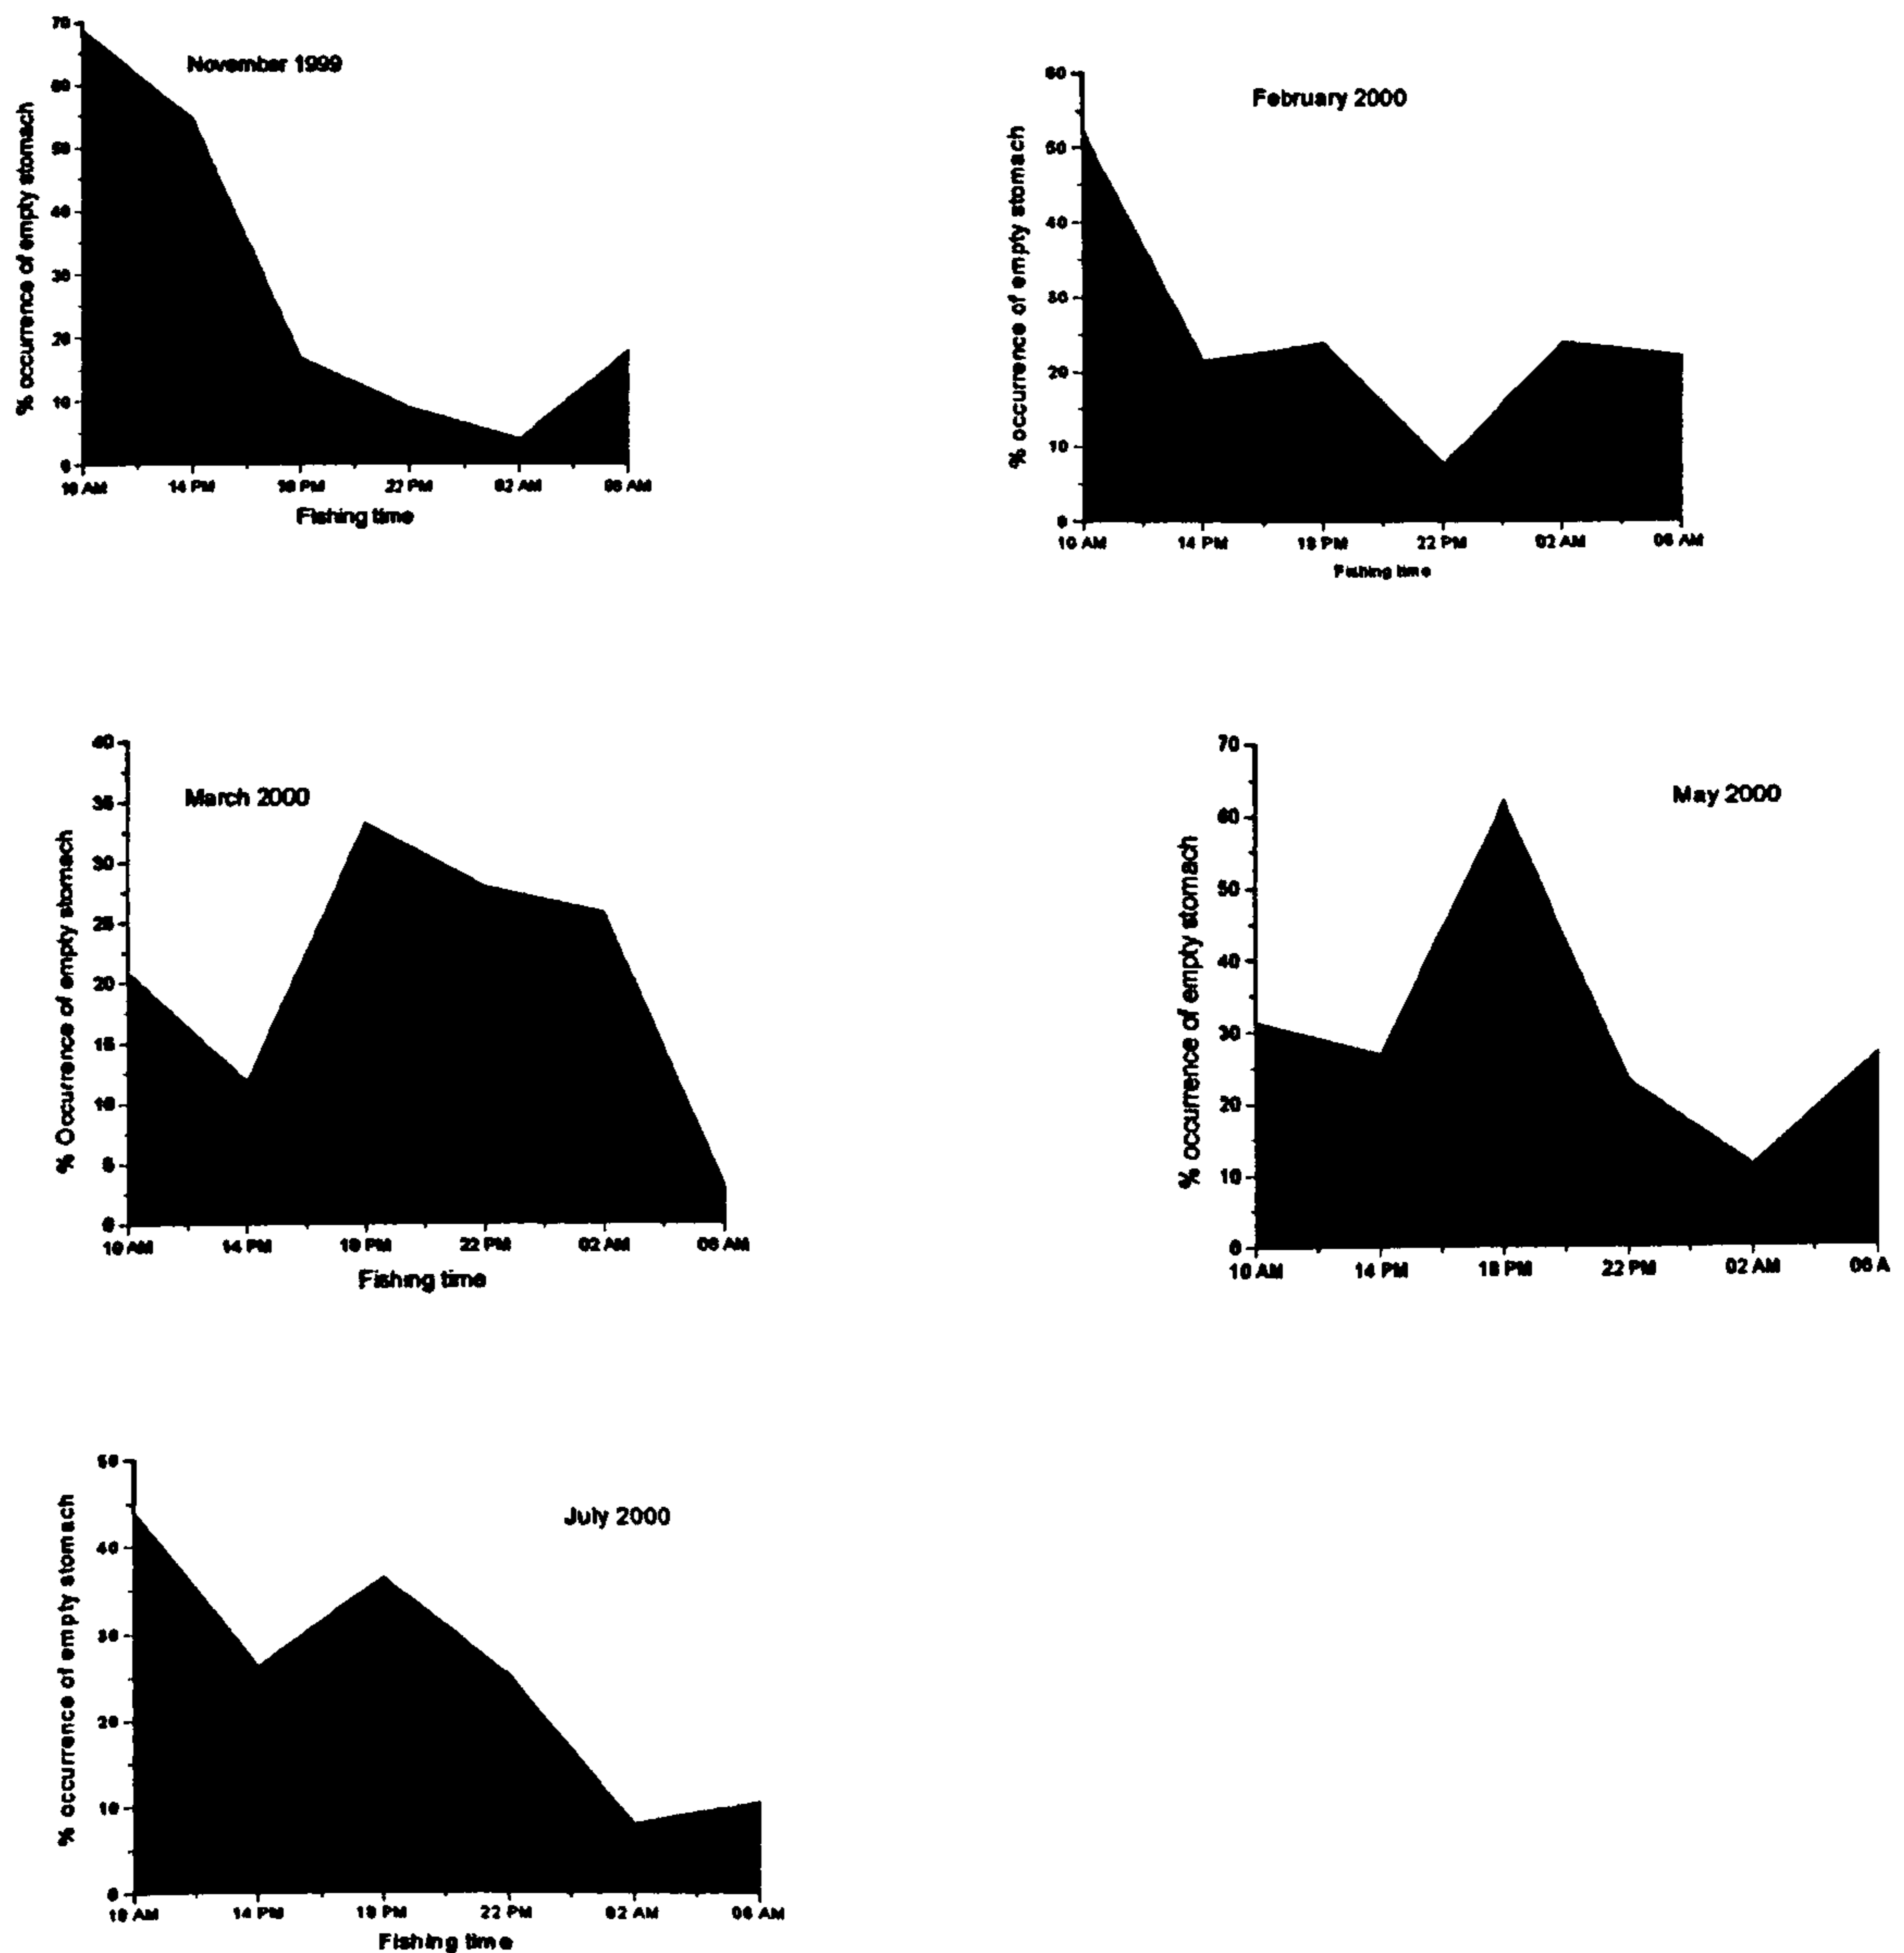 November 1999
% occurrence of empty stomach
70
60
50
40
30
20
10
0
10 AM 14 PM 18 PM 22 PM 02 AM 06 AM
Fishing time
February 2000
% occurrence of empty stomach
60
50
40
30
20
10
0
10 AM 14 PM 18 PM 22 PM 02 AM 06 AM
Fishing time
March 2000
% Occurrence of empty stomach
40
35
30
25
20
15
10
5
0
10 AM 14 PM 18 PM 22 PM 02 AM 06 AM
Fishing time
May 2000
% occurrence of empty stomach
70
60
50
40
30
20
10
0
10 AM 14 PM 18 PM 22 PM 02 AM 06 A
July 2000
% occurrence of empty stomach
50
40
30
20
10
0
10 AM 14 PM 18 PM 22 PM 02 AM 06 AM
Fishing time